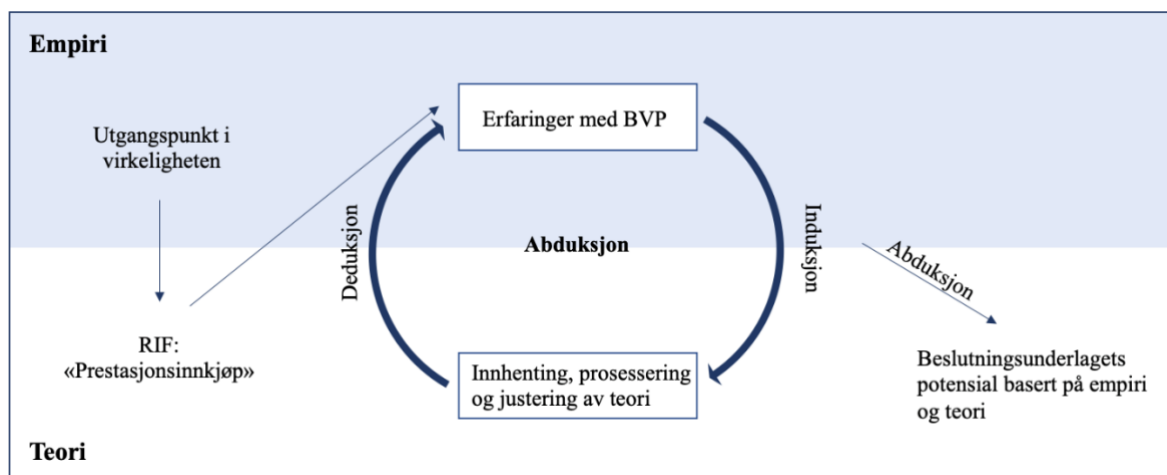 Empiri
Utgangspunkt i
virkeligheten
Erfaringer med BVP
Deduksjon
Abduksjon
Induksjon
Abduksjon
RIF:
«Prestasjonsinnkjøp»
Innhenting, prosessering
og justering av teori
Beslutningsunderlagets
potensial basert på empiri
og teori
Teori